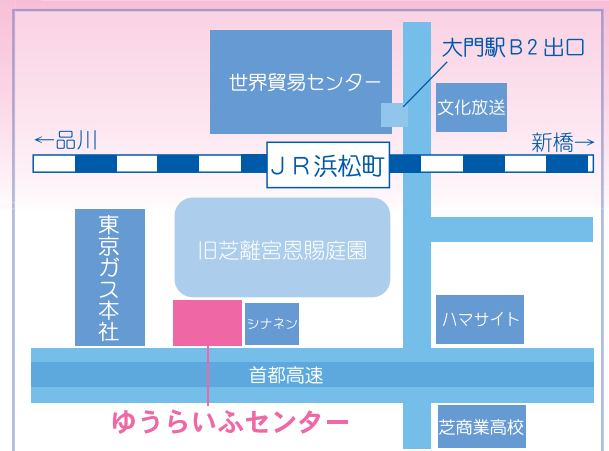 大門駅B2出口
世界貿易センター
文化放送
←品川
新橋→
JR浜松町
東京ガス本社
旧芝離宮恩賜庭園
シナネン
ハマサイト
首都高速
ゆうらいふセンター
芝商業高校